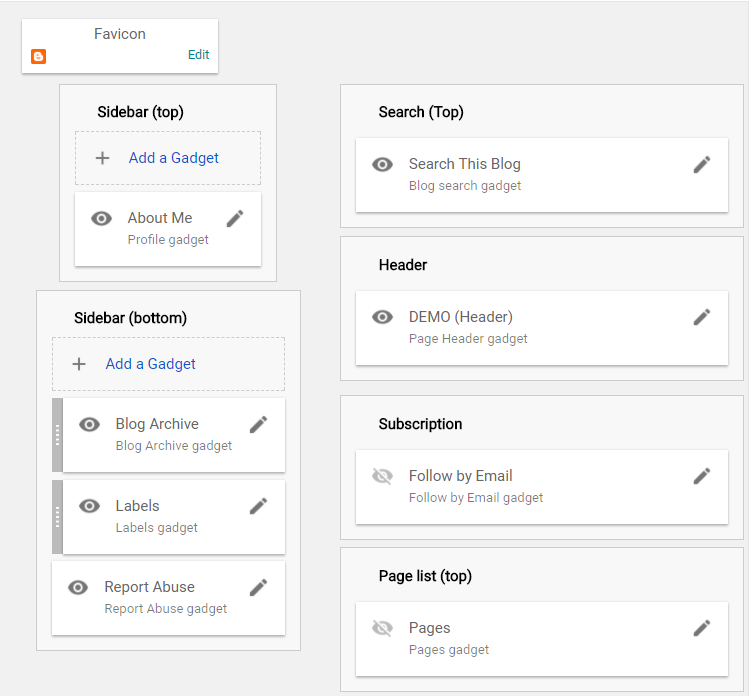 Favicon
Edit
Sidebar (top)
Add a Gadget
About Me
Profile gadget
Sidebar (bottom)
Add a Gadget
Blog Archive
Blog Archive gadget
Labels
Labels gadget
Report Abuse
Report Abuse gadget
Search (Top)
Search This Blog
Blog search gadget
Header
DEMO (Header)
Page Header gadget
Subscription
Follow by Email
Follow by Email gadget
Page list (top)
Pages
Pages gadget